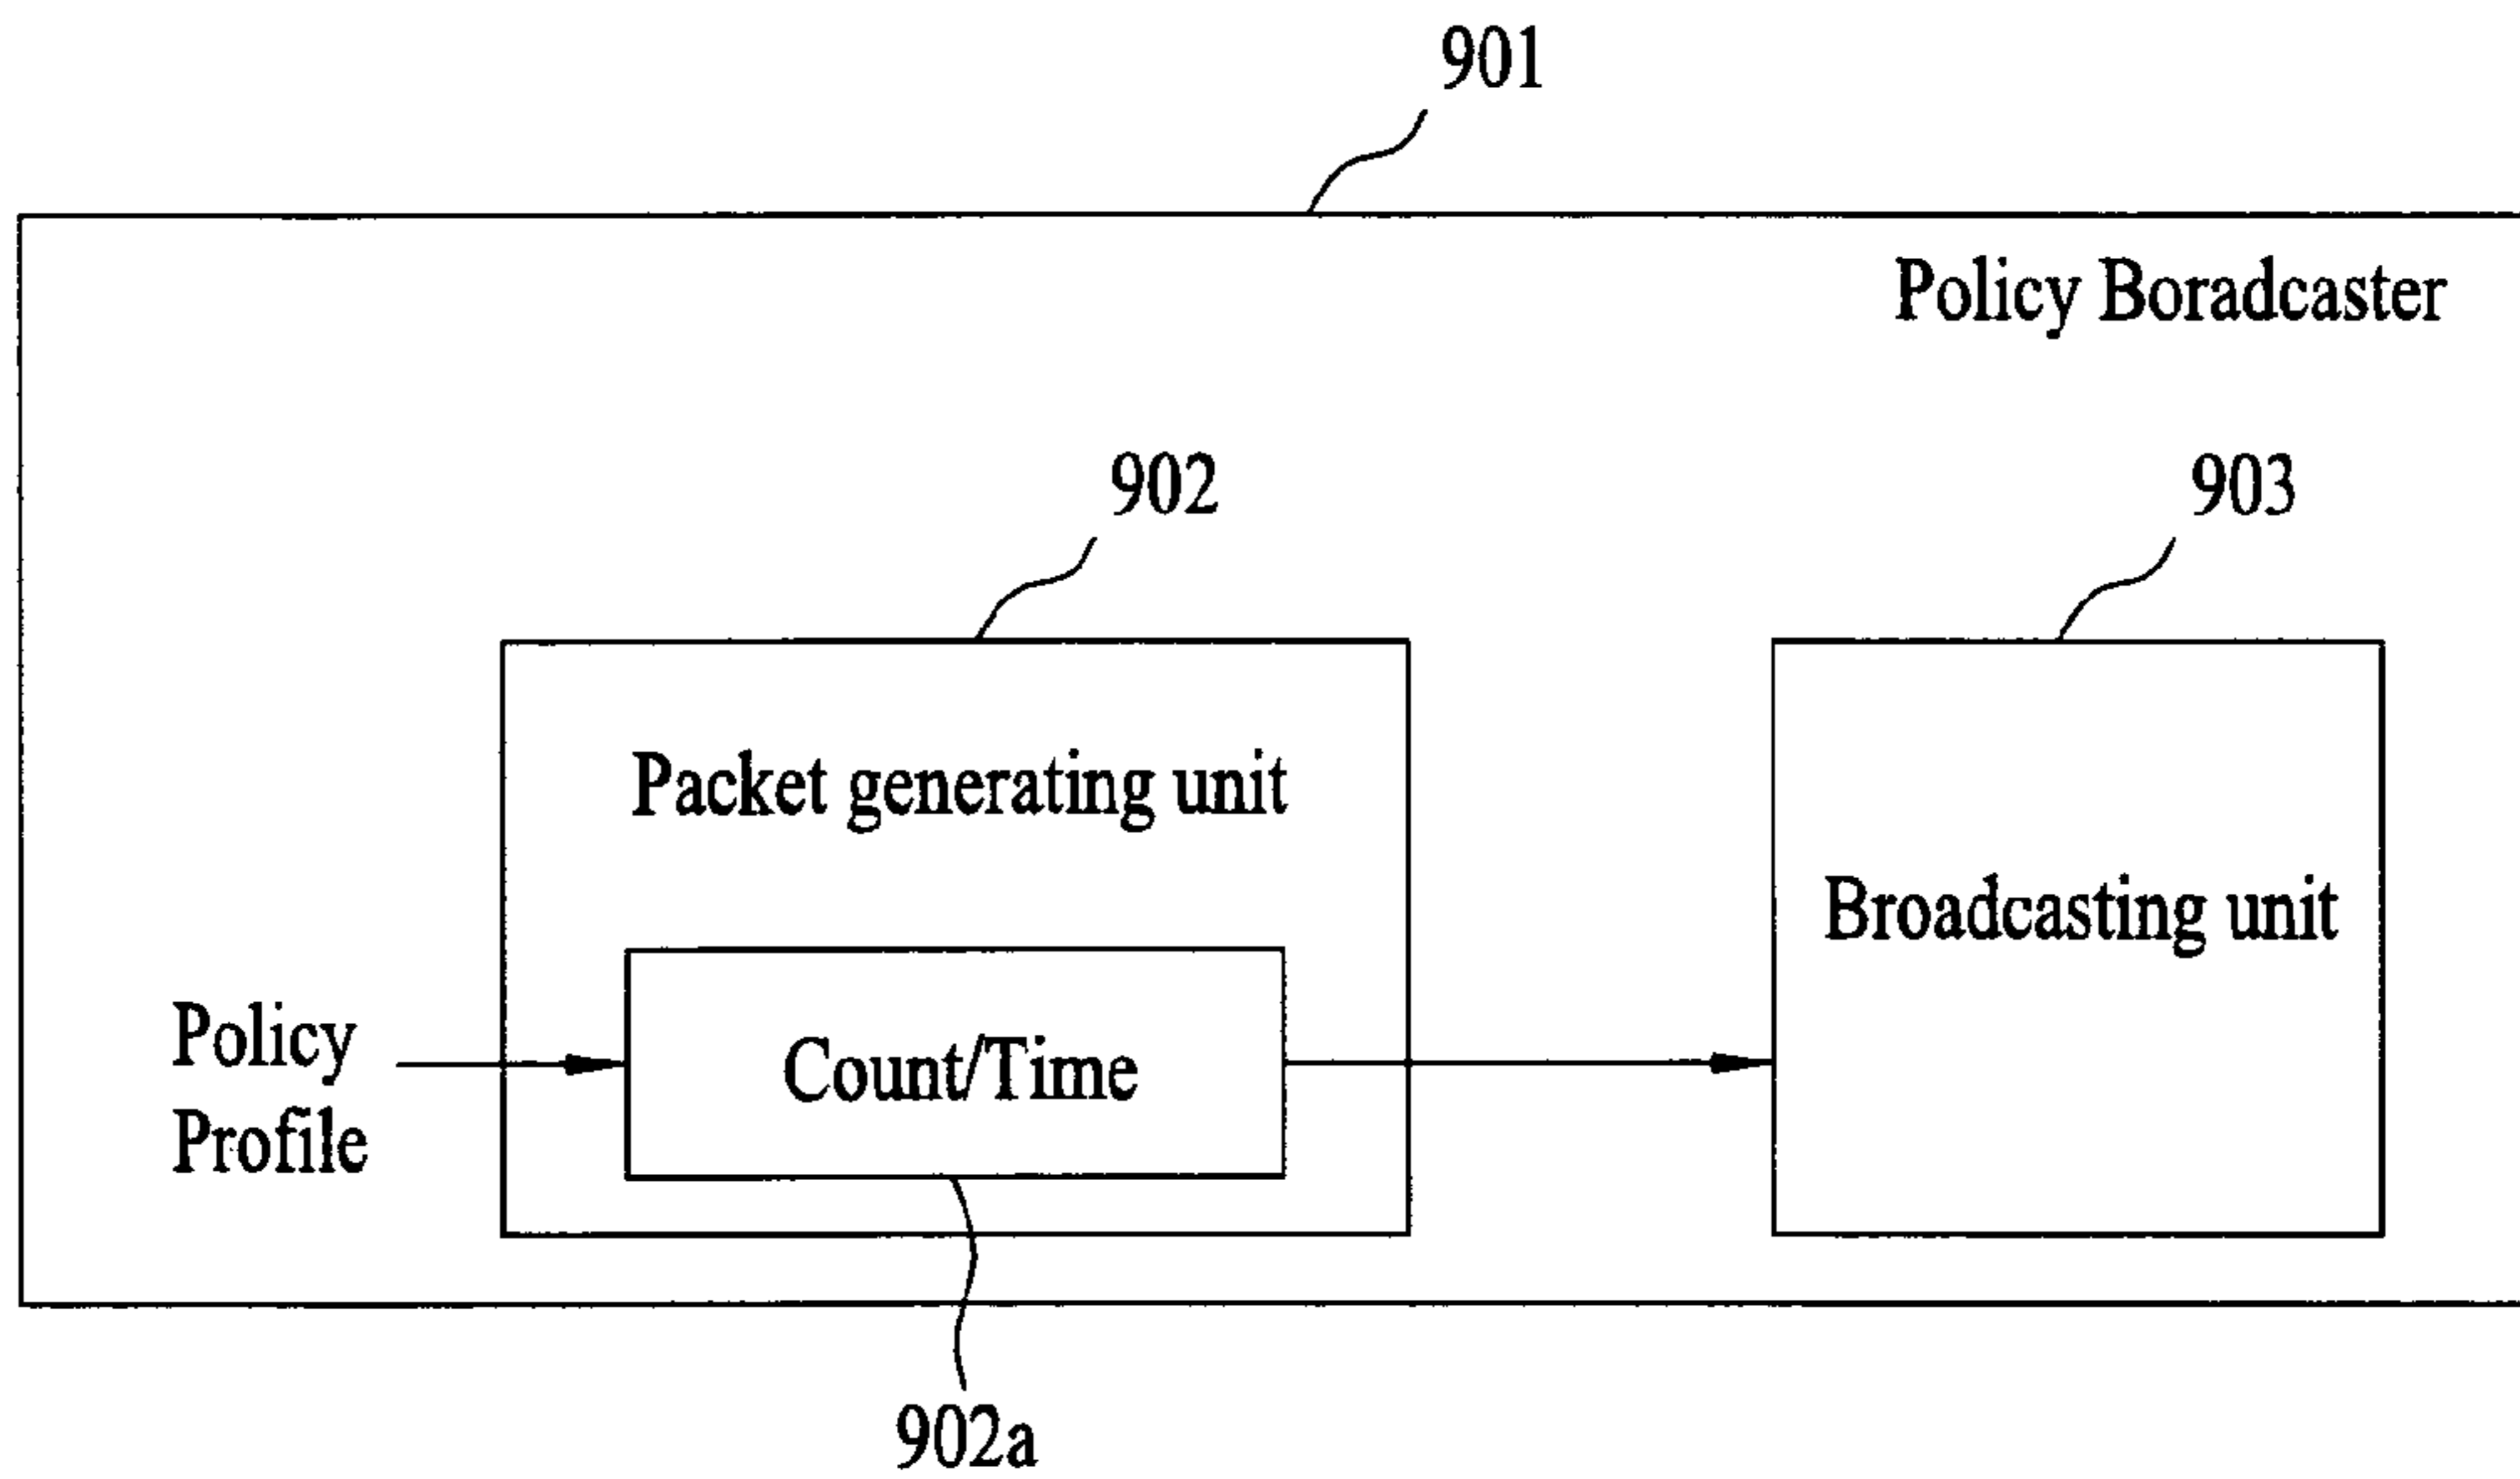 901
Policy Boradcaster
902
903
Packet generating unit
Broadcasting unit
Policy
Profile
Count/Time
902a